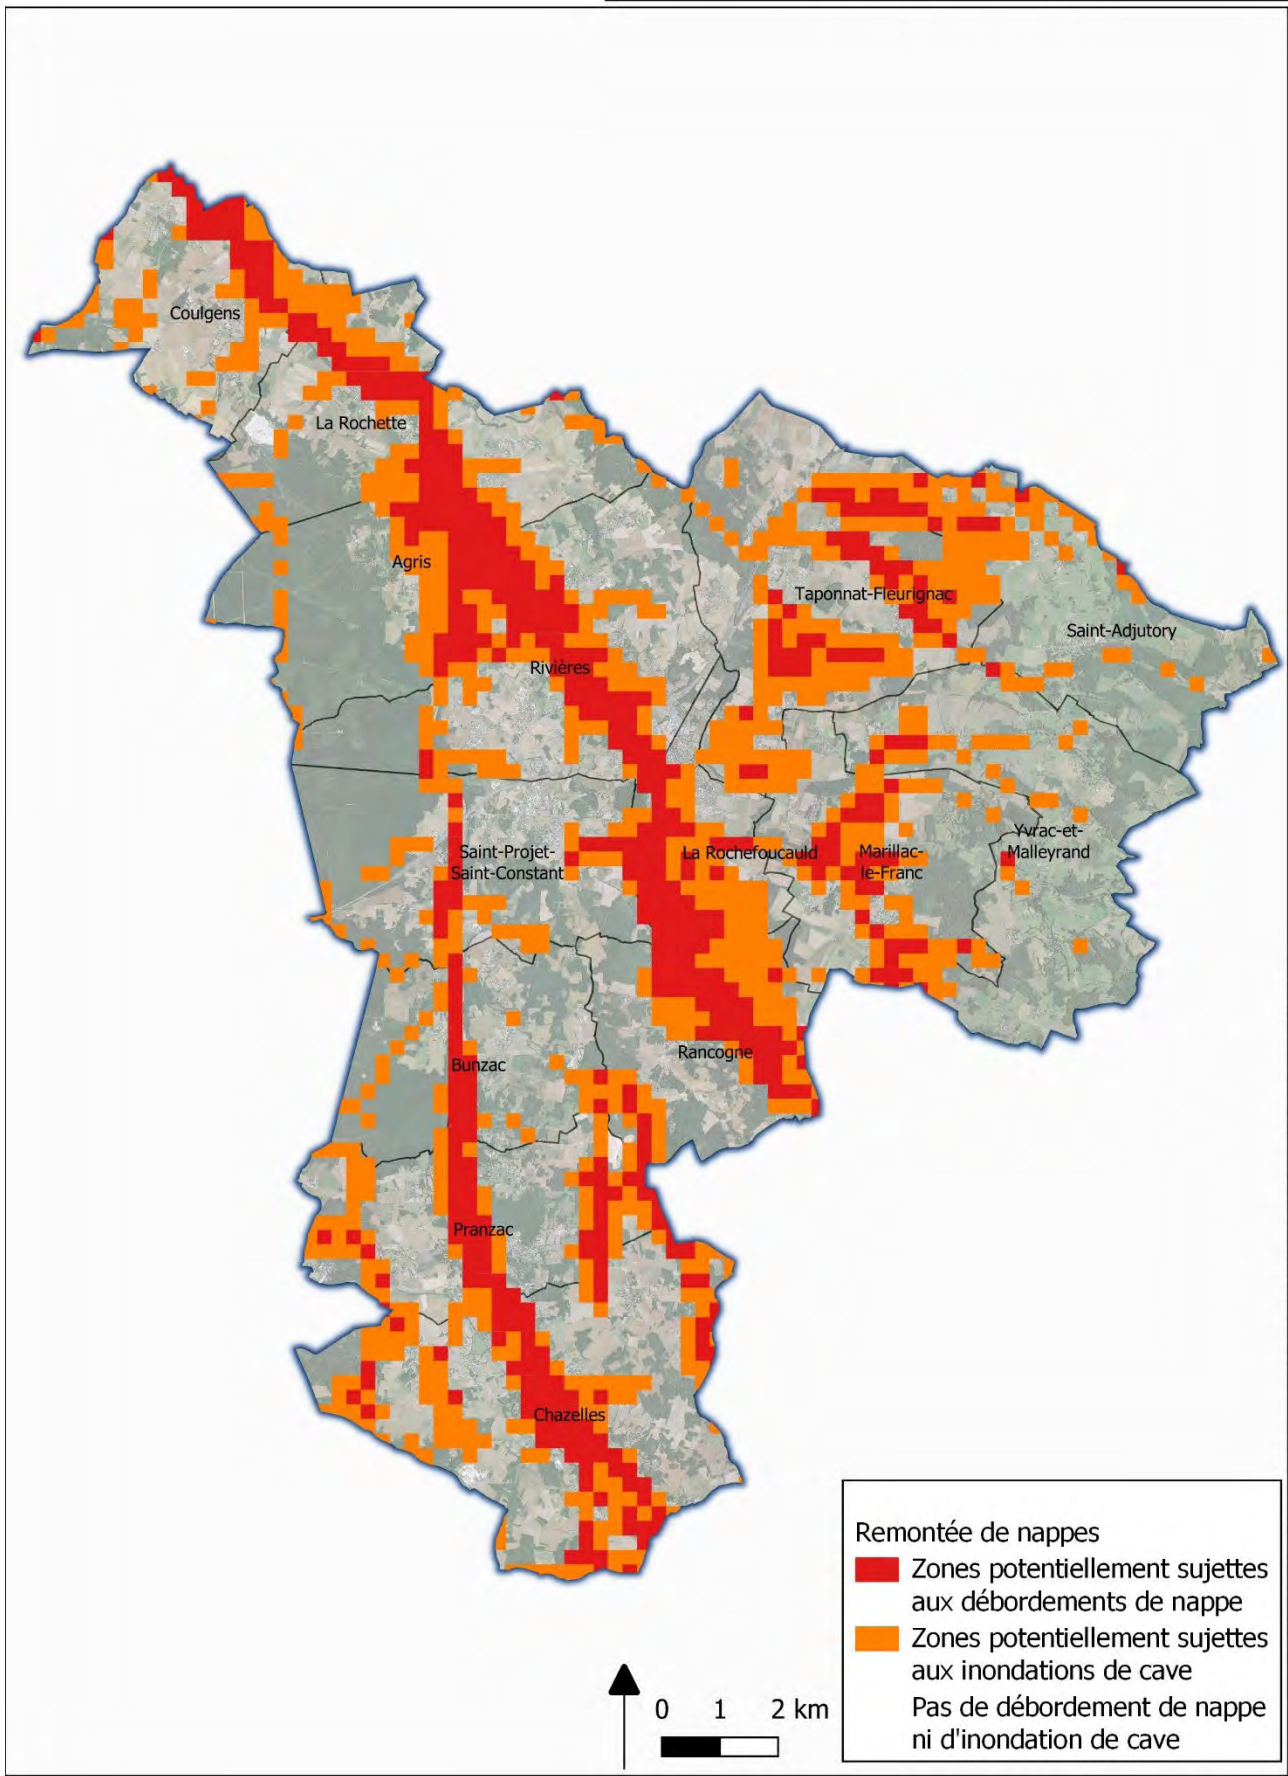 Coulgens
La Rochette
Agris
Taponnat-Fleurignac
Saint-Adjutory
Rivières
Saint-Projet-
Saint-Constant
La Rochefoucauld
Marillac-
le-Franc
Yvrac-et-
Malleyrand
Rancogne
Bunzac
Pranzac
Chazelles
Remontée de nappes
Zones potentiellement sujettes
aux débordements de nappe
Zones potentiellement sujettes
aux inondations de cave
Pas de débordement de nappe
ni d'inondation de cave
0 1 2 km